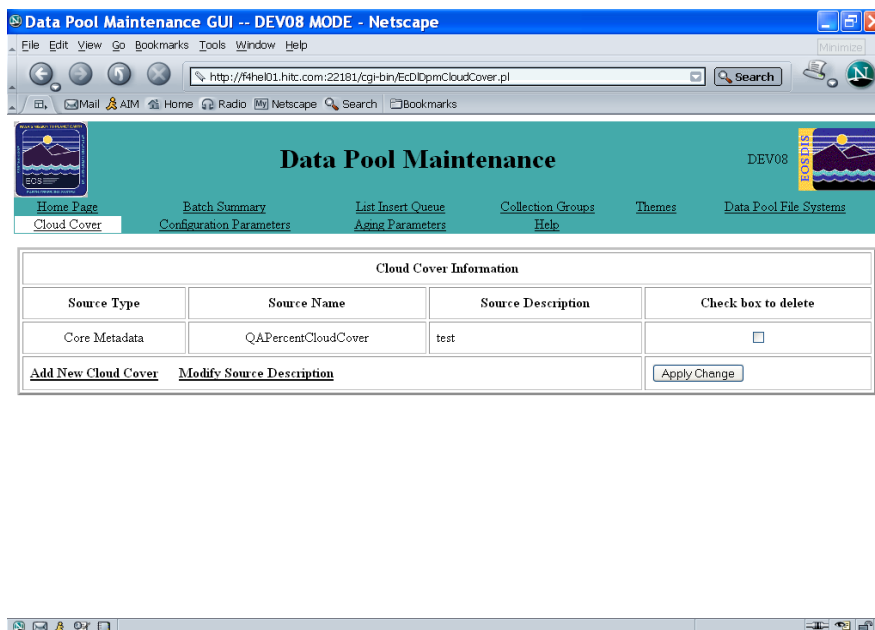 Data Pool Maintenance GUI -- DEV08 MODE - Netscape
File Edit View Go Bookmarks Tools Window Help
Minimize
http://f4hel01.hitc.com:22181/cgi-bin/EcDlDpmCloudCover.pl
Search
N
Mail AIM Home Radio My Netscape Search Bookmarks
EOS
Data Pool Maintenance
DEV08
EOSDIS
Home Page Batch Summary List Insert Queue Collection Groups Themes Data Pool File Systems
Cloud Cover Configuration Parameters Aging Parameters Help
Cloud Cover Information
Source Type Source Name Source Description Check box to delete
Core Metadata QAPercentCloudCover test
Add New Cloud Cover Modify Source Description Apply Change